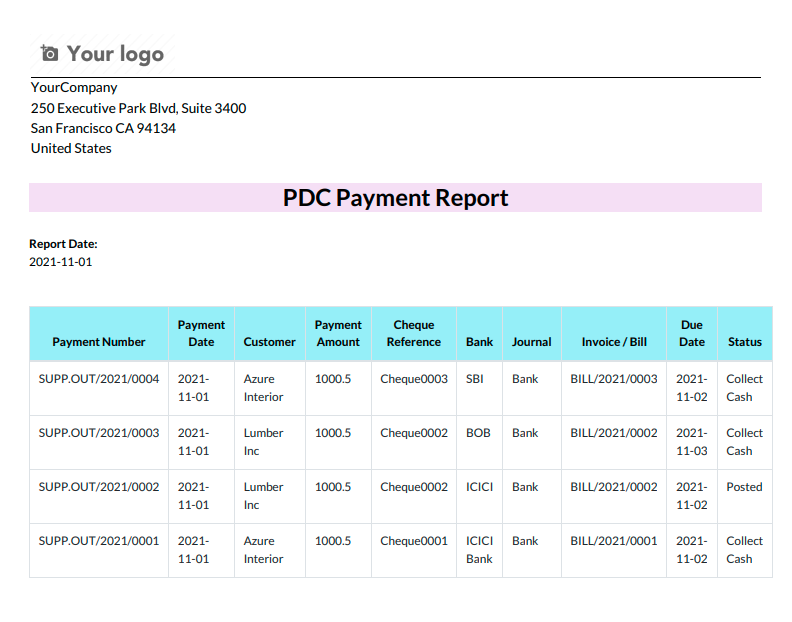 Your logo
YourCompany
250 Executive Park Blvd, Suite 3400
San Francisco CA 94134
United States
PDC Payment Report
Report Date:
2021-11-01
Payment Number Payment Date Customer Payment Amount Cheque Reference Bank Journal Invoice / Bill Due Date Status
SUPP.OUT/2021/0004 2021-11-01 Azure Interior 1000.5 Cheque0003 SBI Bank BILL/2021/0003 2021-11-02 Collect Cash
SUPP.OUT/2021/0003 2021-11-01 Lumber Inc 1000.5 Cheque0002 BOB Bank BILL/2021/0002 2021-11-03 Collect Cash
SUPP.OUT/2021/0002 2021-11-01 Lumber Inc 1000.5 Cheque0002 ICICI Bank BILL/2021/0002 2021-11-02 Posted
SUPP.OUT/2021/0001 2021-11-01 Azure Interior 1000.5 Cheque0001 ICICI Bank Bank BILL/2021/0001 2021-11-02 Collect Cash